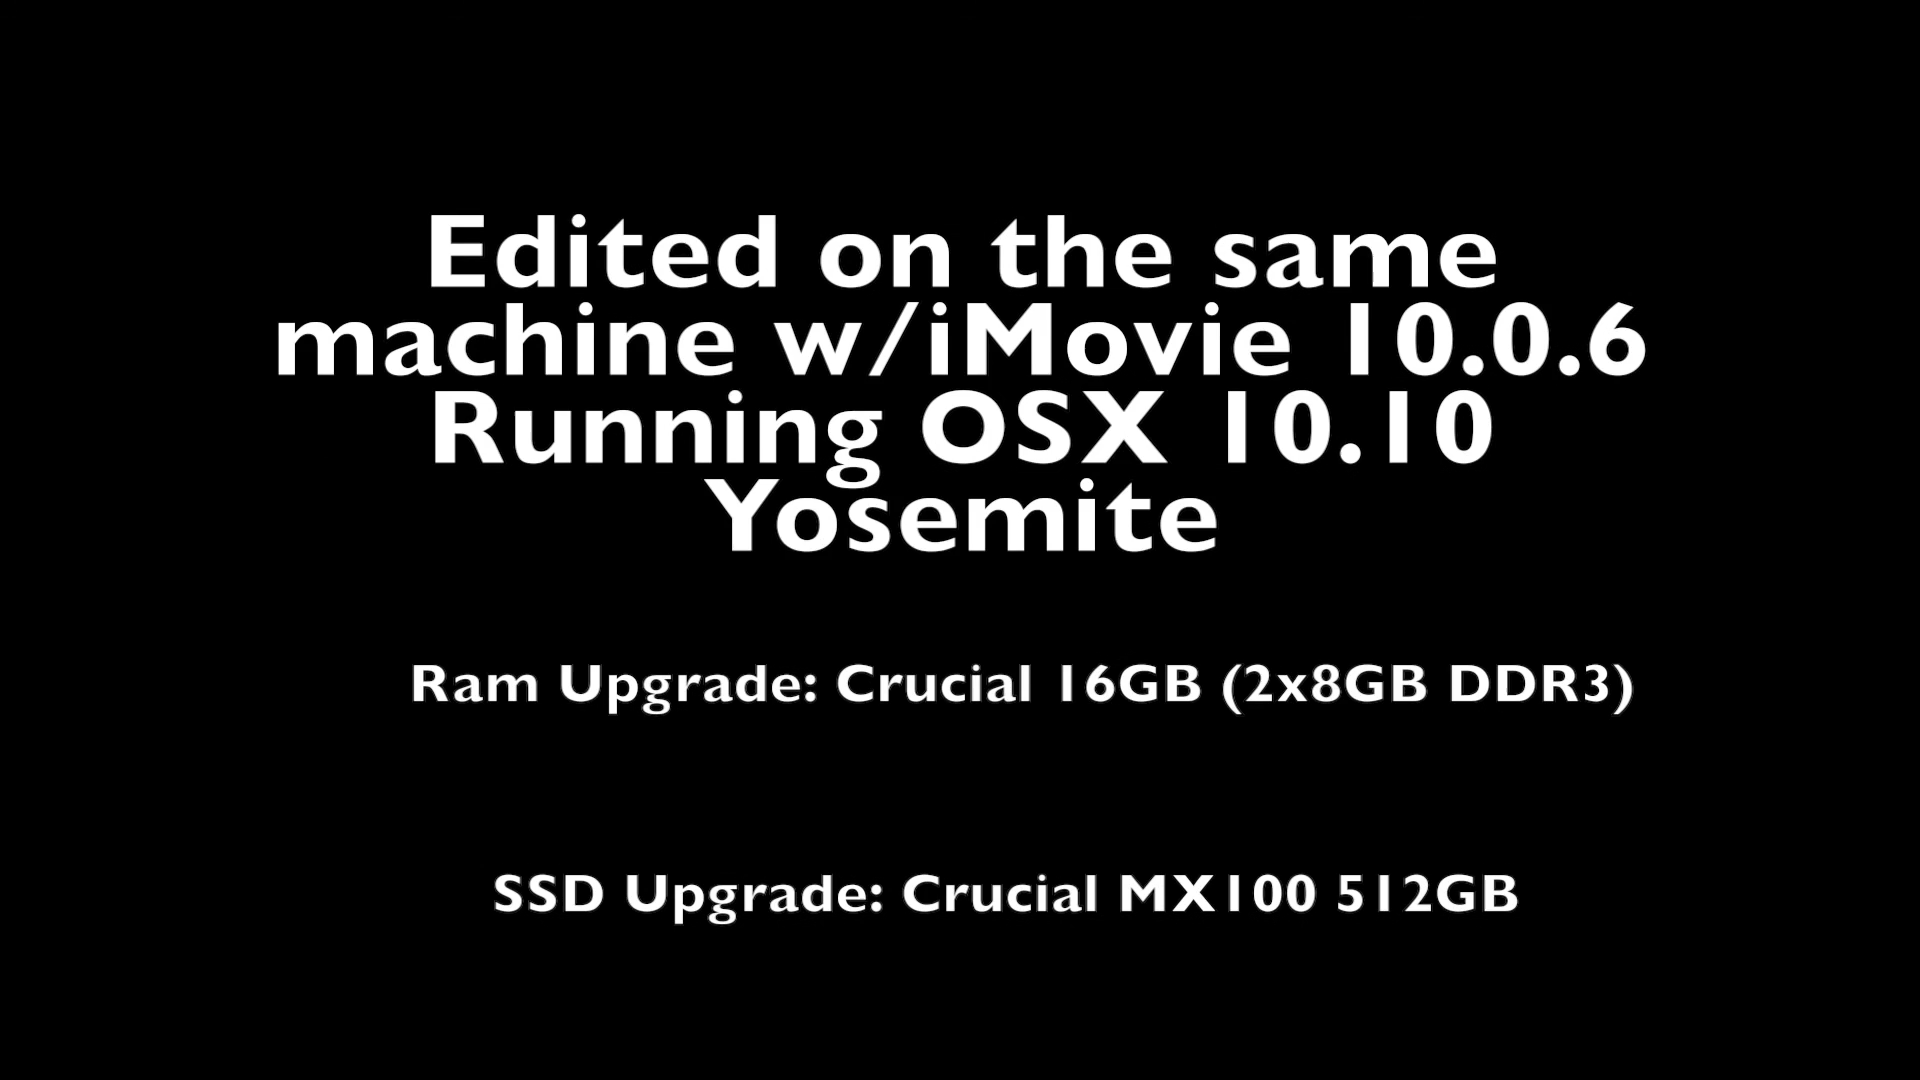 Edited on the same
machine w/iMovie 10.0.6
Running OSX 10.10
Yosemite
Ram Upgrade: Crucial 16GB (2x8GB DDR3)
SSD Upgrade: Crucial MX100 512GB